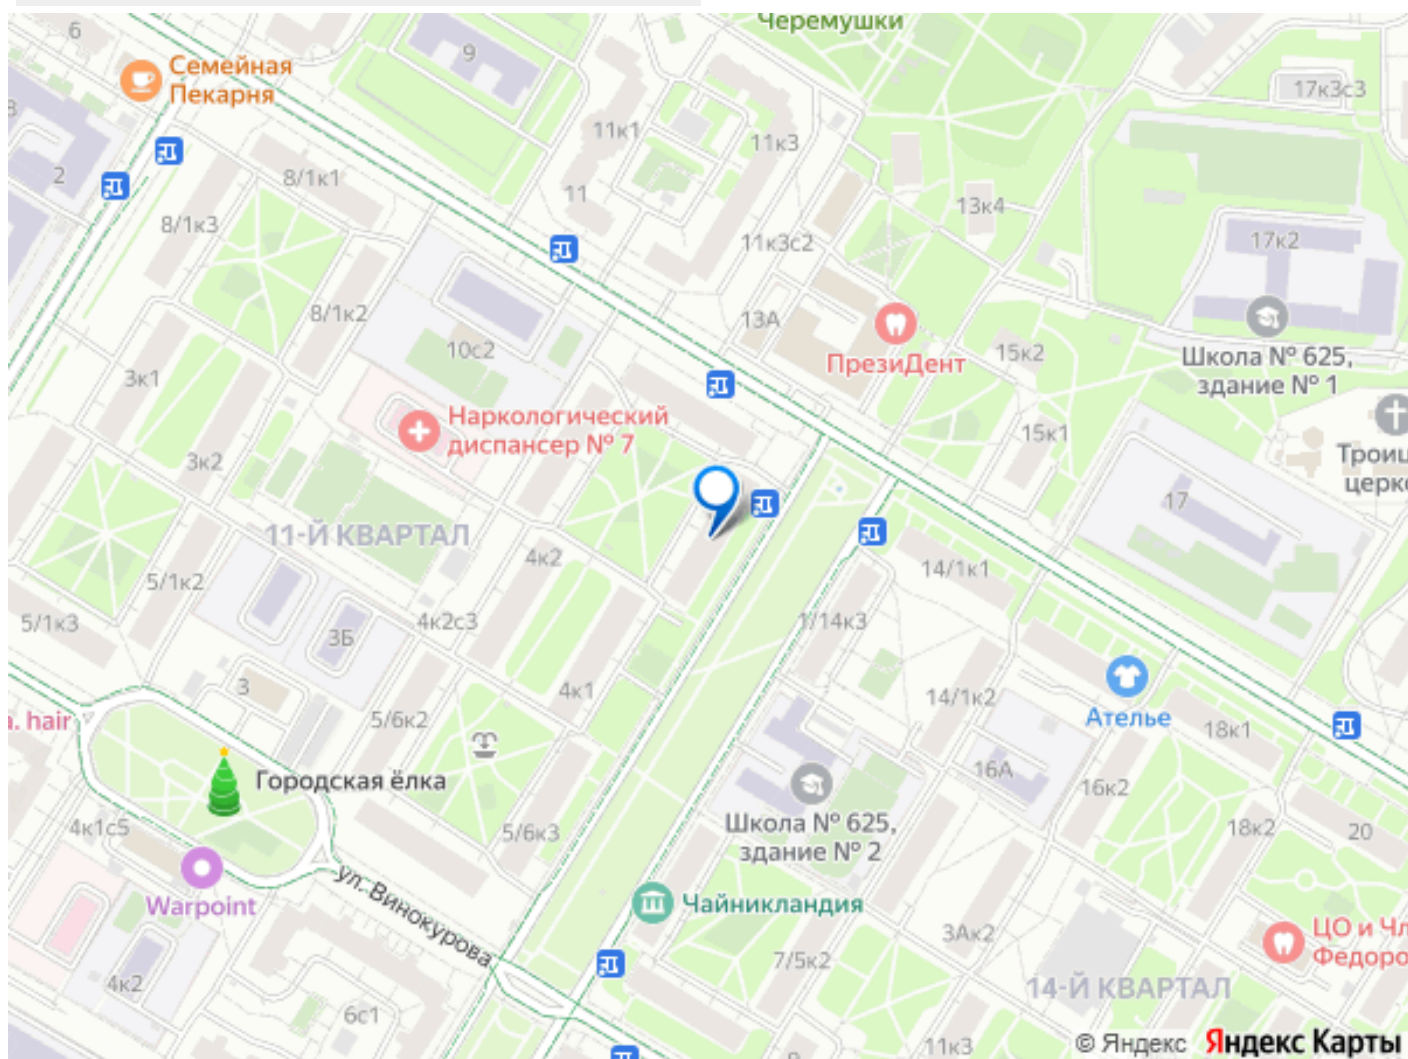 Черемушки
6
Семейная
Пекарня
9
17к3с3
11к1
11к3
2
8/1к1
11
13к4
8/1к3
11к3с2
17к2
8/1к2
13А
10с2
ПрезиДент
15к2
Школа № 625,
здание № 1
3к1
Наркологический
диспансер № 7
15к1
3к2
17
11-Й КВАРТАЛ
4к2
14/1к1
5/1к2
5/1к3
4к2с3
1/14к3
3Б
3
4к1
14/1к2
a. hair
5/6к2
Ателье
18к1
Городская ёлка
16А
16к2
4к1с5
5/6к3
Школа № 625,
здание № 2
18к2
20
ул. Винокурова
Warpoint
Чайникландия
3Ак2
ЦО и Чл
Федоро
7/5к2
4к2
14-Й КВАРТАЛ
6с1
11к3
© Яндекс Яндекс Карты